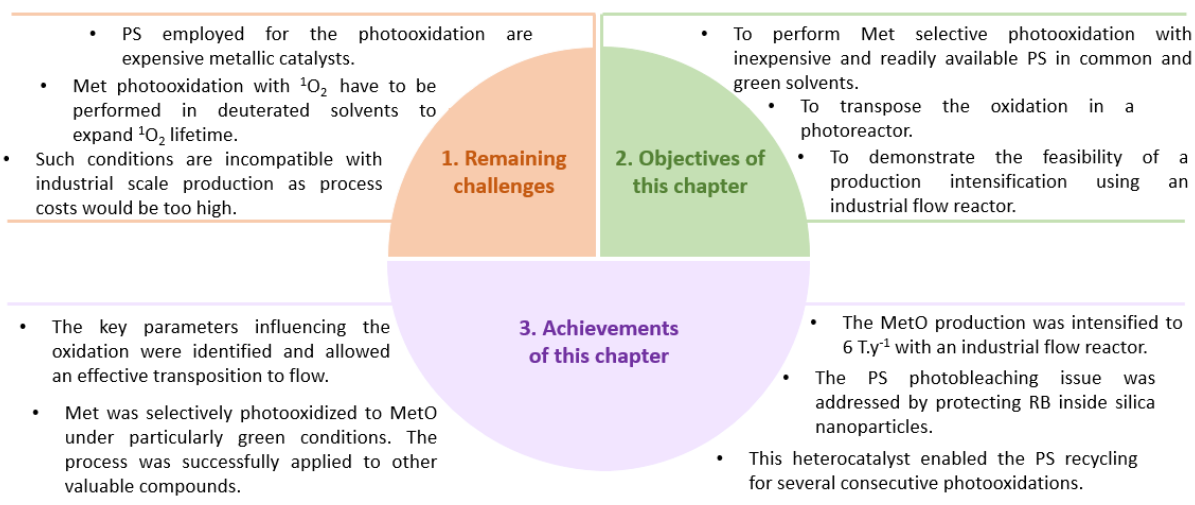 • PS employed for the photooxidation are
expensive metallic catalysts.
• Met photooxidation with ¹O₂ have to be
performed in deuterated solvents to
expand ¹O₂ lifetime.
• Such conditions are incompatible with
industrial scale production as process
costs would be too high.
1. Remaining
challenges
2. Objectives of
this chapter
• To perform Met selective photooxidation with
inexpensive and readily available PS in common and
green solvents.
• To transpose the oxidation in a
photoreactor.
• To demonstrate the feasibility of a
production intensification using an
industrial flow reactor.
3. Achievements
of this chapter
• The key parameters influencing the
oxidation were identified and allowed
an effective transposition to flow.
• Met was selectively photooxidized to MetO
under particularly green conditions. The
process was successfully applied to other
valuable compounds.
• The MetO production was intensified to
6 T.y⁻¹ with an industrial flow reactor.
• The PS photobleaching issue was
addressed by protecting RB inside silica
nanoparticles.
• This heterocatalyst enabled the PS recycling
for several consecutive photooxidations.